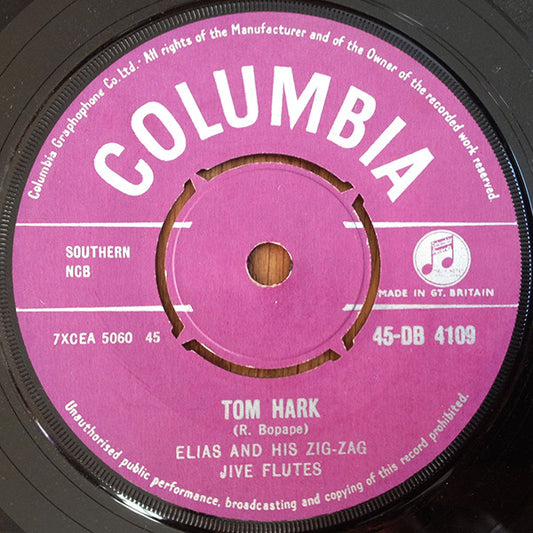 Columbia Graphophone Co. Ltd. - All rights of the Manufacturer and of the Owner of the recorded work reserved.
COLUMBIA
SOUTHERN
NCB
MADE IN GT. BRITAIN
7XCEA 5060 45
45-DB 4109
TOM HARK
(R. Bopape)
ELIAS AND HIS ZIG-ZAG
JIVE FLUTES
Unauthorised public performance, broadcasting and copying of this record prohibited.